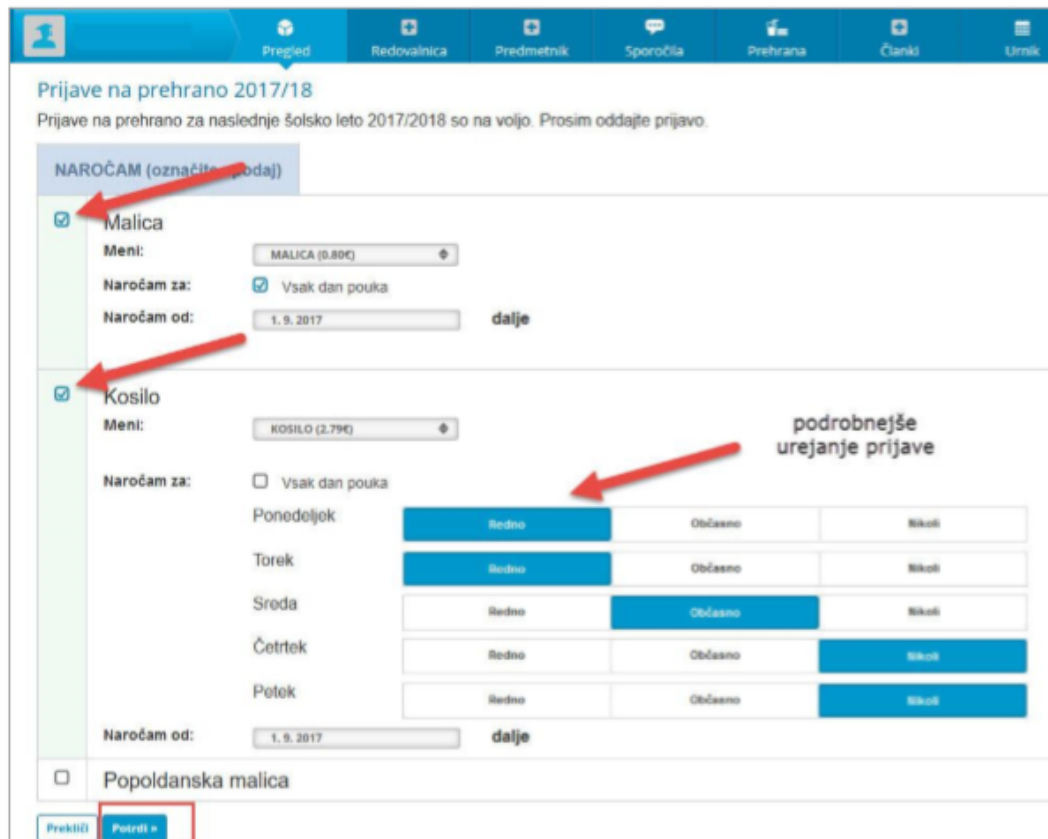 Pregled Redovalnica Predmetnik Sporočila Prehrana Članki Urnik
Prijave na prehrano 2017/18
Prijave na prehrano za naslednje šolsko leto 2017/2018 so na voljo. Prosim oddajte prijavo.
NAROČAM (označite podaj)
Malica
Meni: MALICA (0.80€)
Naročam za: Vsak dan pouka
Naročam od: 1. 9. 2017 dalje
Kosilo
Meni: KOSILO (2.79€)
podrobnejše
urejanje prijave
Naročam za: Vsak dan pouka
Ponedeljek Redno Občasno Nikoli
Torek Redno Občasno Nikoli
Sreda Redno Občasno Nikoli
Četrtek Redno Občasno Nikoli
Petek Redno Občasno Nikoli
Naročam od: 1. 9. 2017 dalje
Popoldanska malica
Prekliči Potrdi »